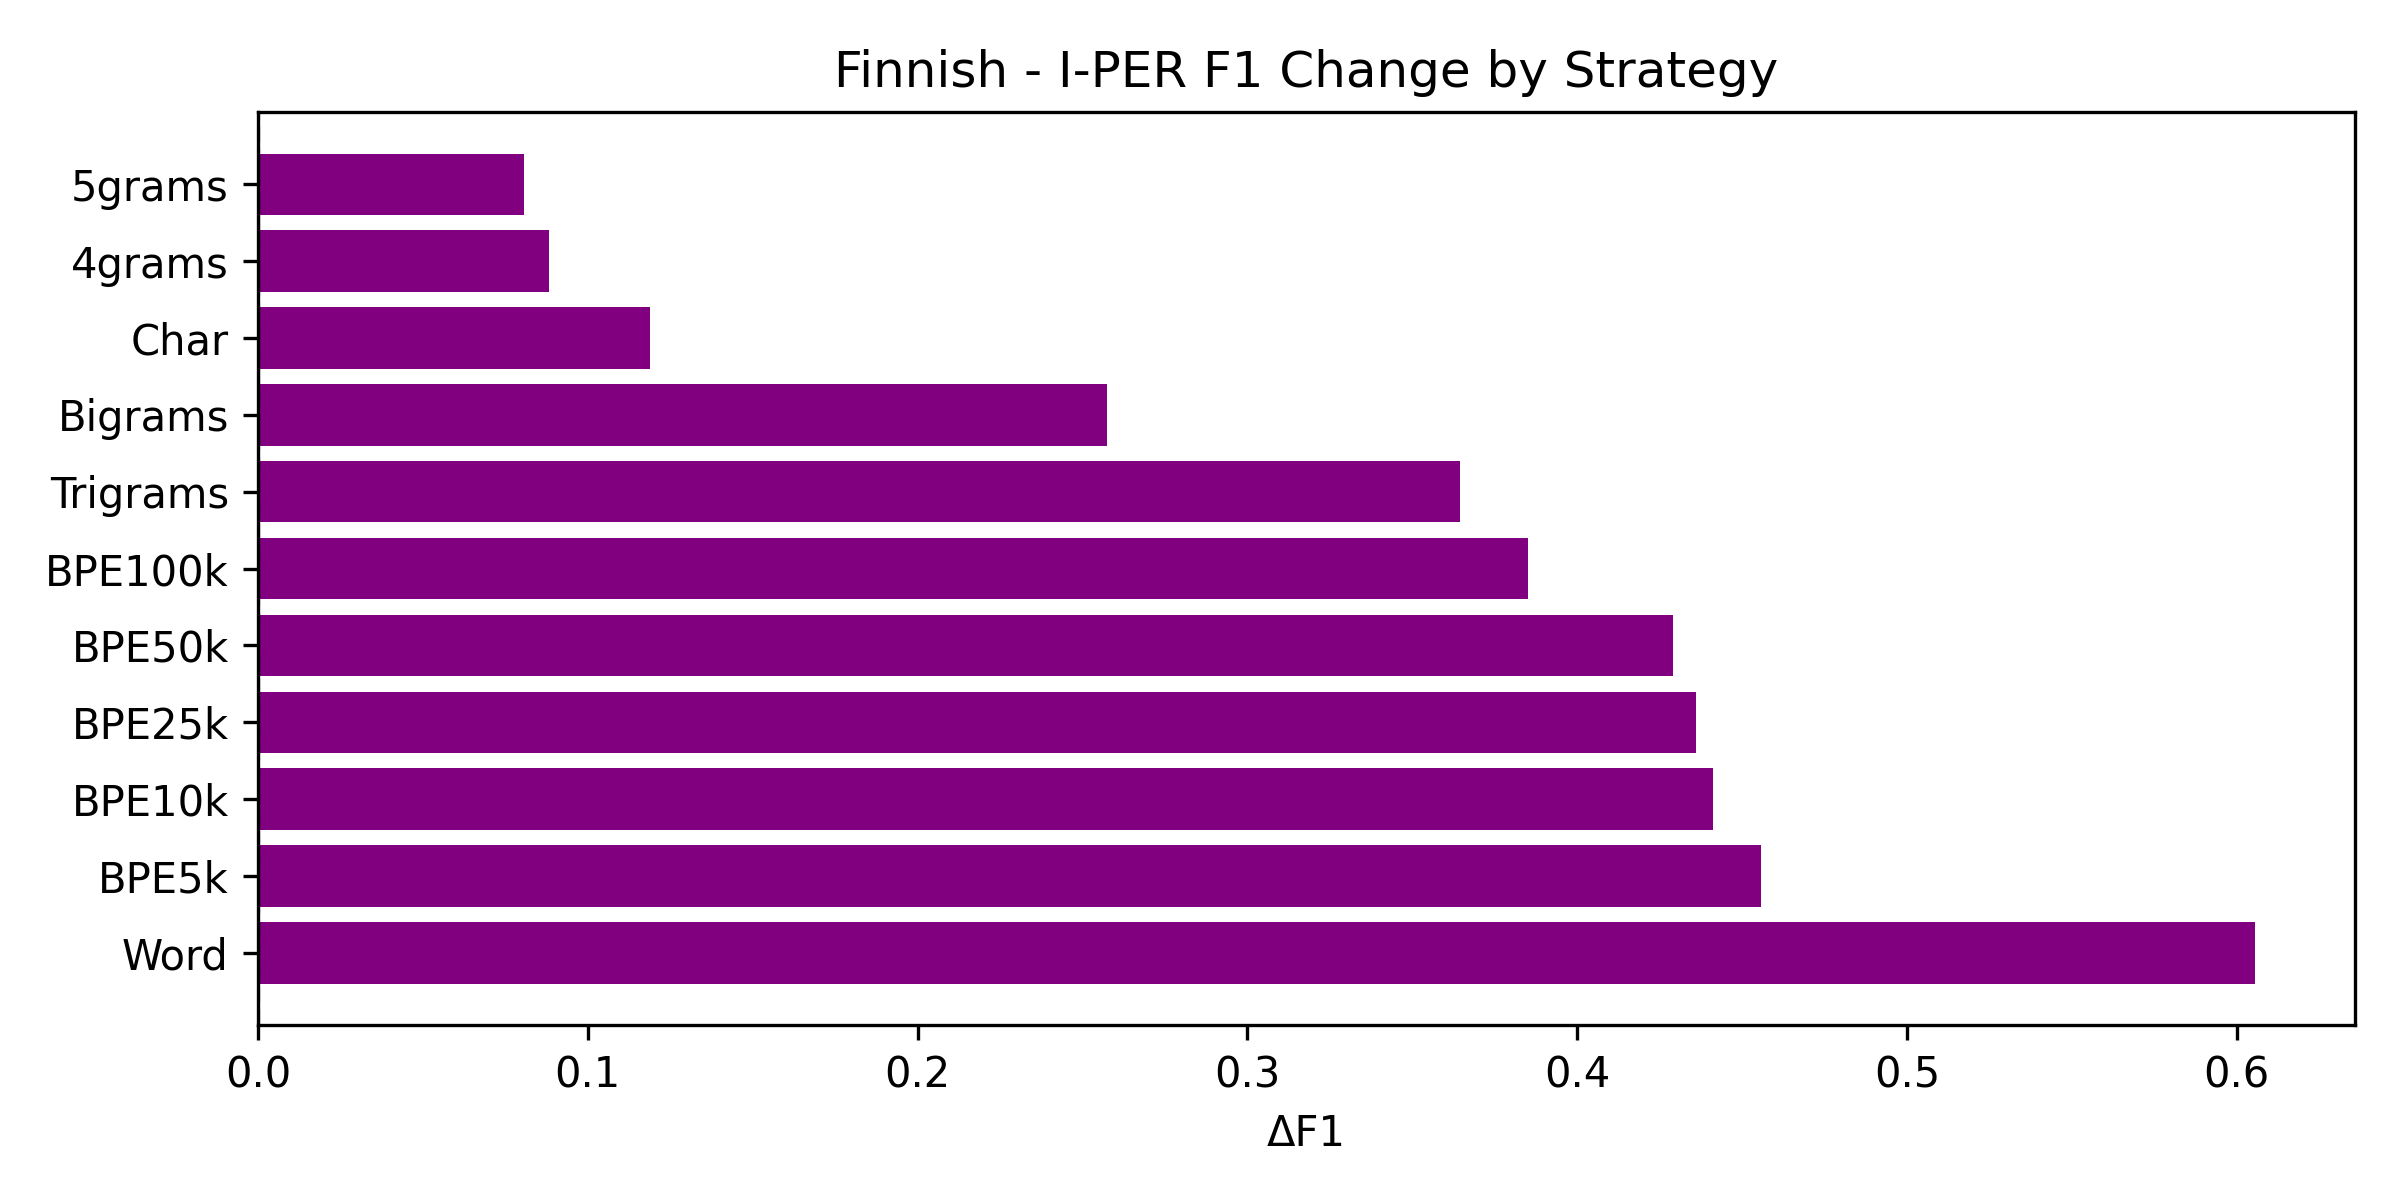 Finnish - I-PER F1 Change by Strategy
5grams
4grams
Char
Bigrams
Trigrams
BPE100k
BPE50k
BPE25k
BPE10k
BPE5k
Word
0.0 0.1 0.2 0.3 0.4 0.5 0.6
ΔF1